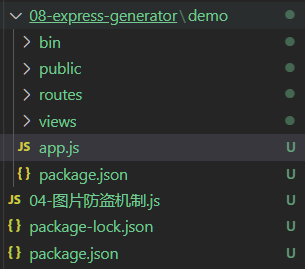 08-express-generator\demo
bin
public
routes
views
JS app.js U
{} package.json U
JS 04-图片防盗机制.js U
{} package-lock.json U
{} package.json U